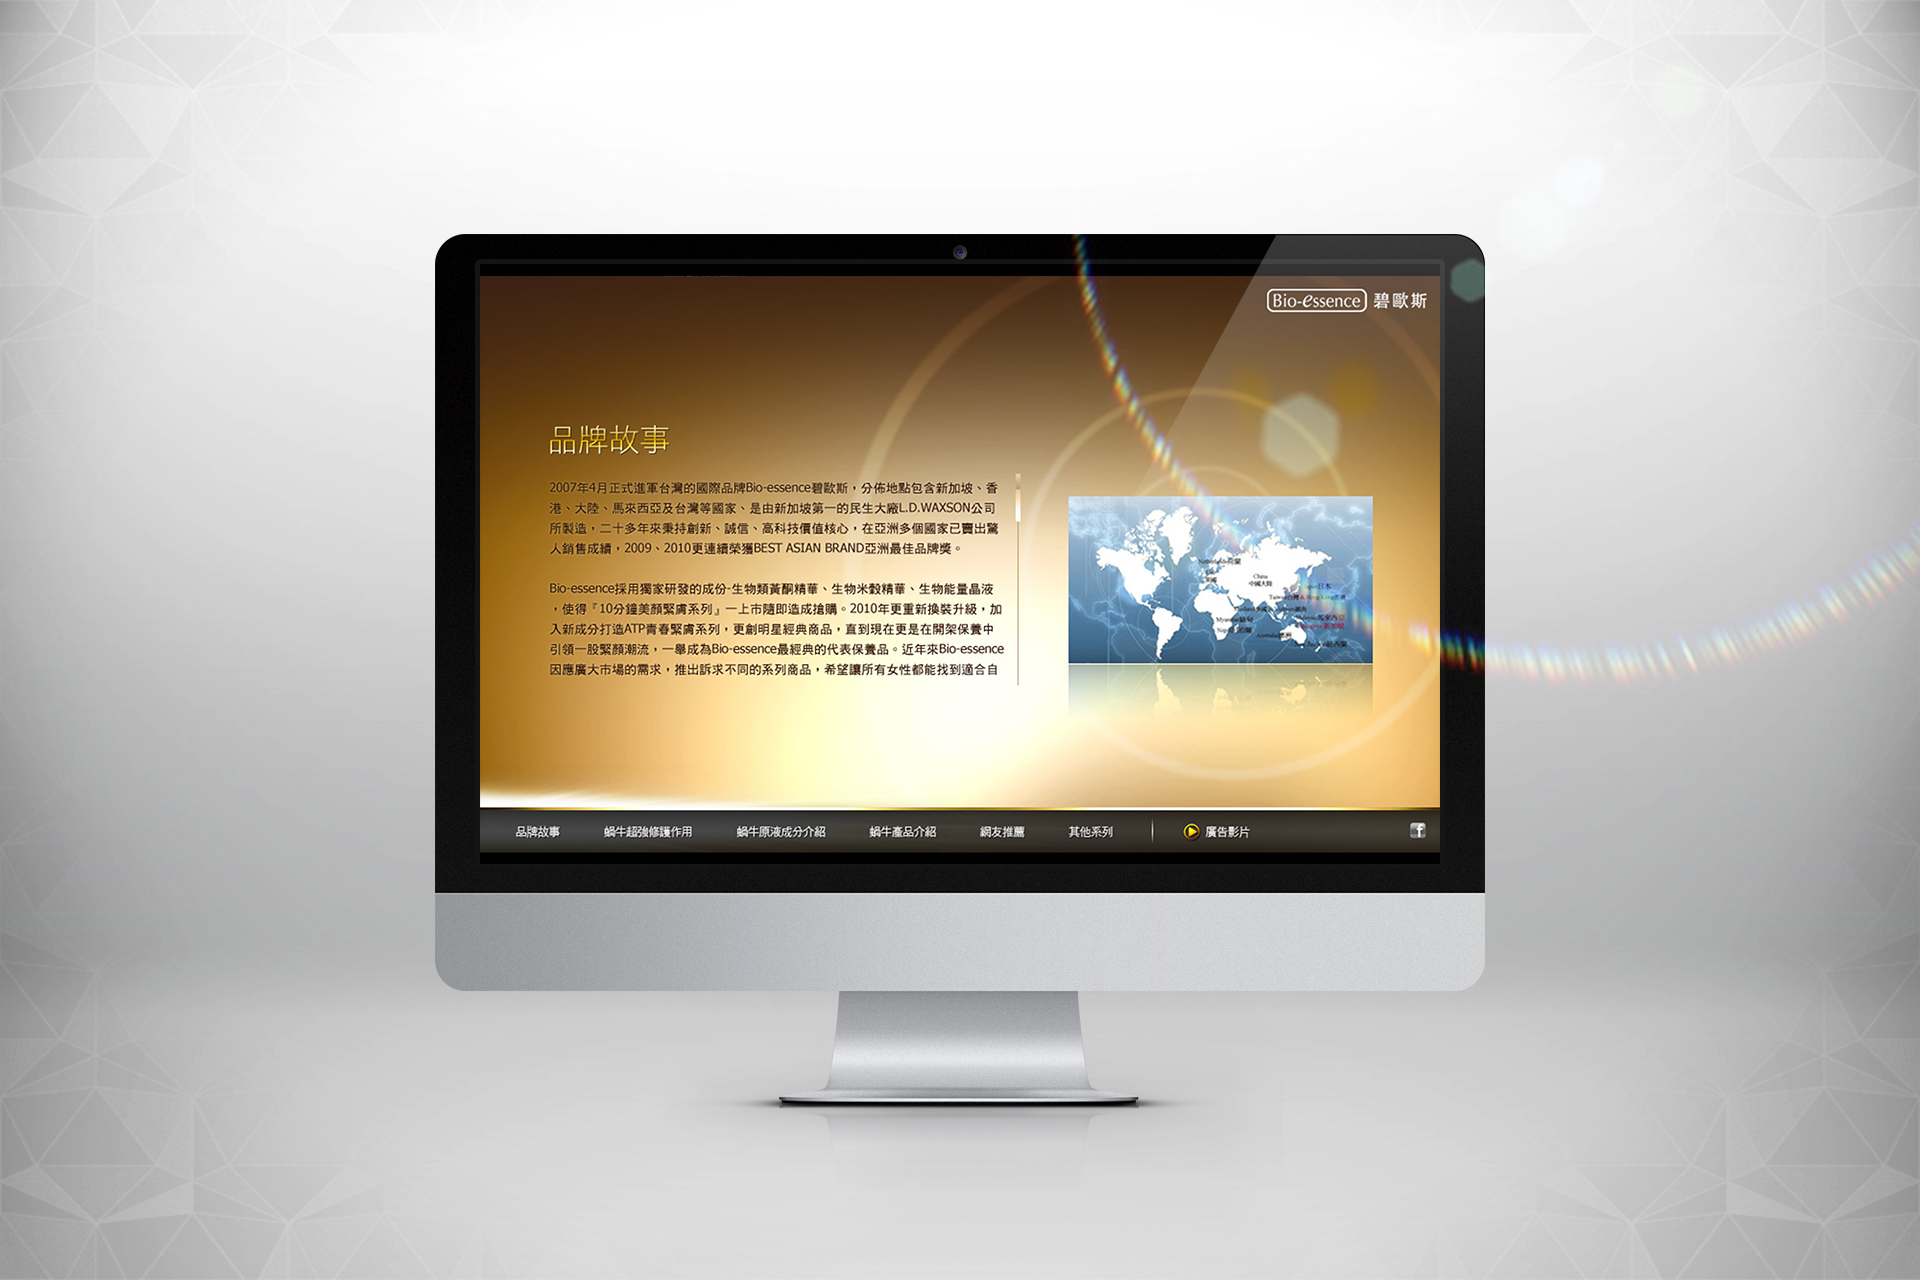 Bio-essence 碧歐斯
品牌故事
2007年4月正式進軍台灣的國際品牌Bio-essence碧歐斯，分佈地點包含新加坡、香
港、大陸、馬來西亞及台灣等國家、是由新加坡第一的民生大廠L.D.WAXSON公司
所製造，二十多年來秉持創新、誠信、高科技價值核心，在亞洲多個國家已賣出驚
人銷售成績，2009、2010更連續榮獲BEST ASIAN BRAND亞洲最佳品牌獎。
Bio-essence採用獨家研發的成份-生物類黃酮精華、生物米穀精華、生物能量晶液
，使得『10分鐘美顏緊膚系列』一上市隨即造成搶購。2010年更重新換裝升級，加
入新成分打造ATP青春緊膚系列，更創明星經典商品，直到現在更是在開架保養中
引領一股緊顏潮流，一舉成為Bio-essence最經典的代表保養品。近年來Bio-essence
因應廣大市場的需求，推出訴求不同的系列商品，希望讓所有女性都能找到適合自
China
中國大陸
日本
品牌故事 蝸牛超強修護作用 蝸牛原液成分介紹 蝸牛產品介紹 網友推薦 其他系列 廣告影片 f